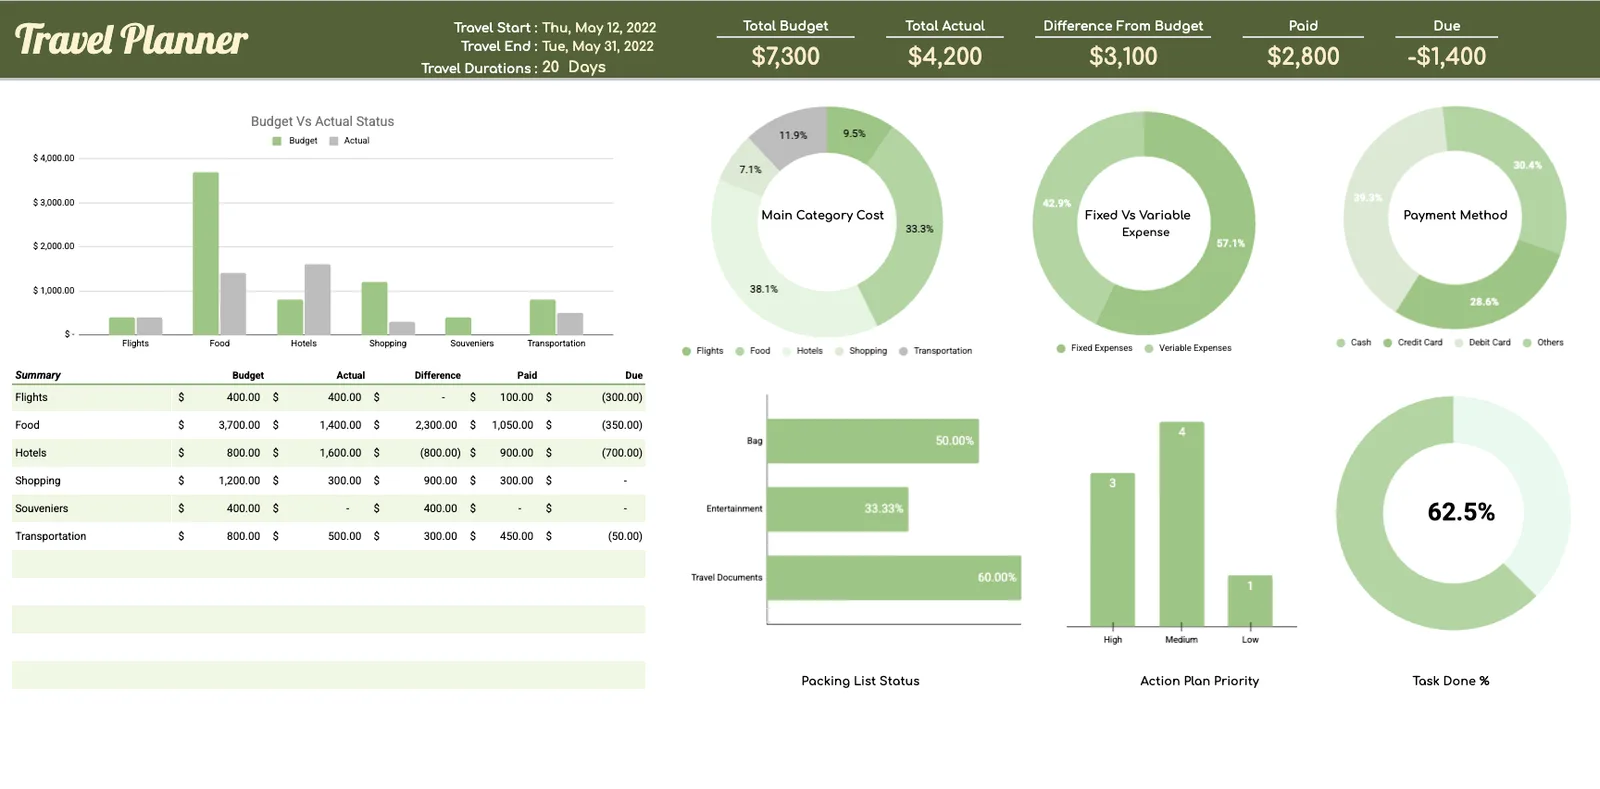 Travel Planner
Travel Start : Thu, May 12, 2022
Travel End : Tue, May 31, 2022
Travel Durations : 20 Days
Total Budget
$7,300
Total Actual
$4,200
Difference From Budget
$3,100
Paid
$2,800
Due
-$1,400
Budget Vs Actual Status
Budget Actual
$ 4,000.00
$ 3,000.00
$ 2,000.00
$ 1,000.00
$ -
Flights Food Hotels Shopping Souveniers Transportation
Summary Budget Actual Difference Paid Due
Flights $ 400.00 $ 400.00 $ - $ 100.00 $ (300.00)
Food $ 3,700.00 $ 1,400.00 $ 2,300.00 $ 1,050.00 $ (350.00)
Hotels $ 800.00 $ 1,600.00 $ (800.00) $ 900.00 $ (700.00)
Shopping $ 1,200.00 $ 300.00 $ 900.00 $ 300.00 $ -
Souveniers $ 400.00 $ - $ 400.00 $ - $ -
Transportation $ 800.00 $ 500.00 $ 300.00 $ 450.00 $ (50.00)
11.9%
9.5%
7.1%
33.3%
38.1%
Main Category Cost
Flights Food Hotels Shopping Transportation
42.9%
57.1%
Fixed Vs Variable
Expense
Fixed Expenses Veriable Expenses
30.4%
39.3%
28.6%
Payment Method
Cash Credit Card Debit Card Others
Bag 50.00%
Entertainment 33.33%
Travel Documents 60.00%
Packing List Status
3
4
1
High Medium Low
Action Plan Priority
62.5%
Task Done %